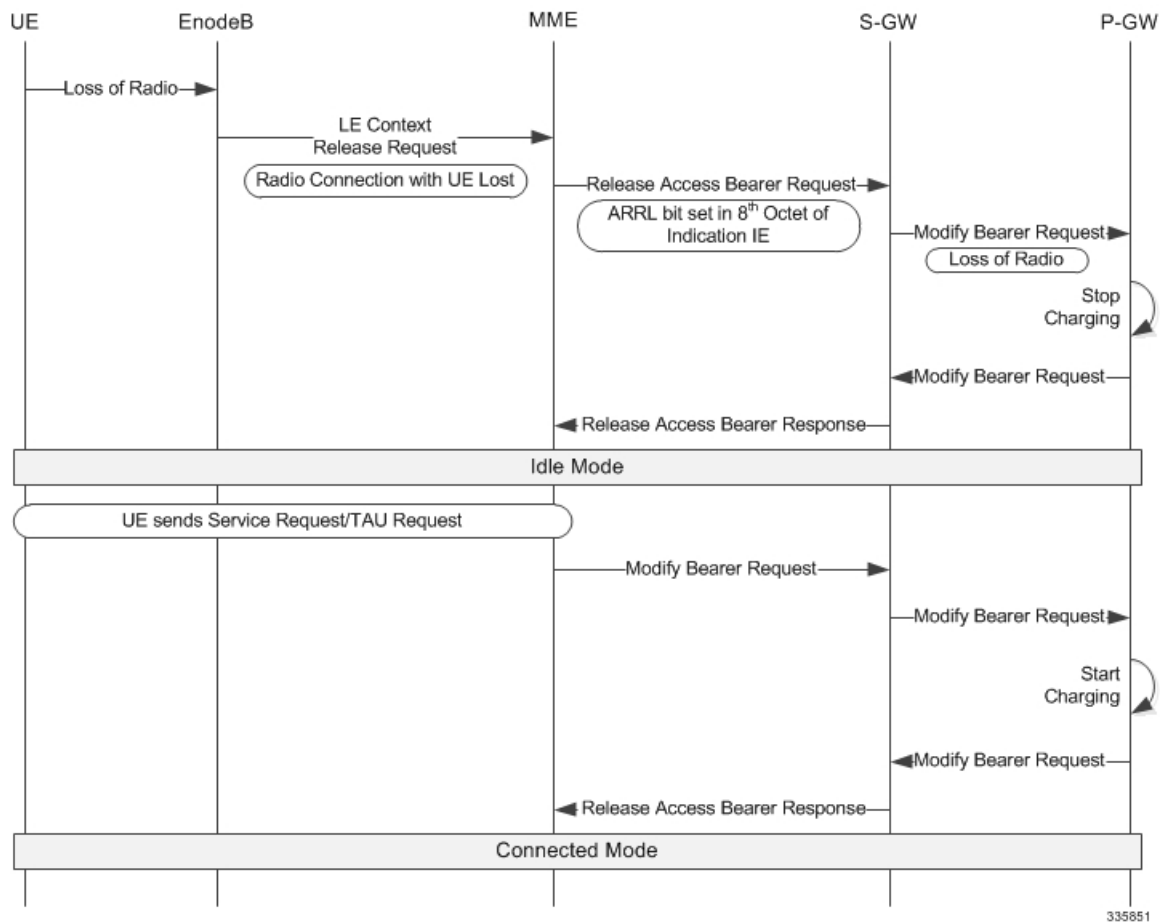 UE EnodeB MME S-GW P-GW
Loss of Radio
LE Context
Release Request
Radio Connection with UE Lost
Release Access Bearer Request
ARRL bit set in 8th Octet of
Indication IE
Modify Bearer Request
Loss of Radio
Stop
Charging
Modify Bearer Request
Release Access Bearer Response
Idle Mode
UE sends Service Request/TAU Request
Modify Bearer Request
Modify Bearer Request
Start
Charging
Modify Bearer Request
Release Access Bearer Response
Connected Mode
335851